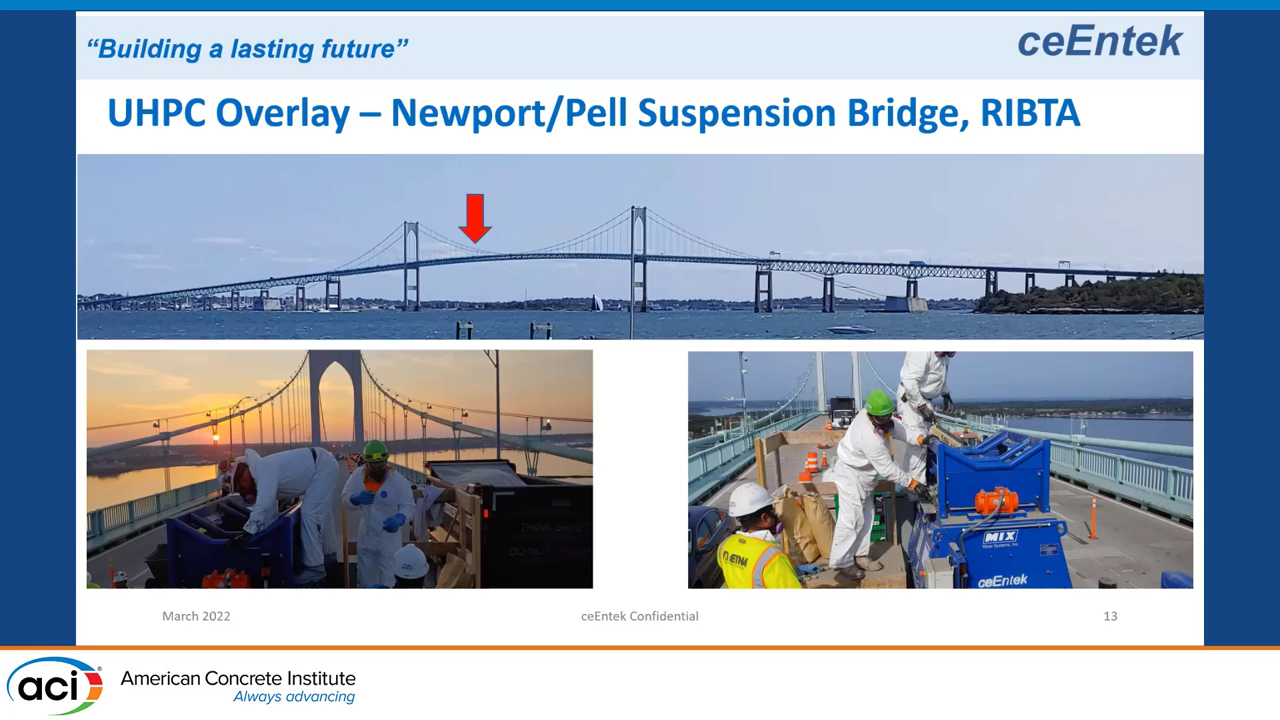 “Building a lasting future”
ceEntek
UHPC Overlay – Newport/Pell Suspension Bridge, RIBTA
THINK SAFE
MIX
ceEntek
March 2022
ceEntek Confidential
13
aci®
American Concrete Institute
Always advancing